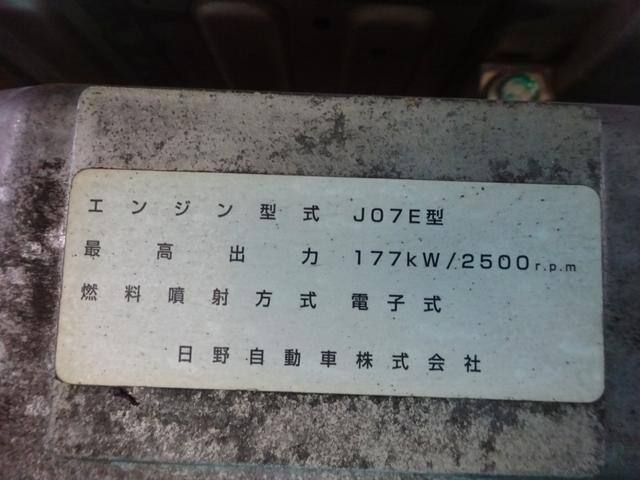 エンジン型式 J07E型
最高出力 177kW/2500r.p.m
燃料噴射方式 電子式
日野自動車株式会社